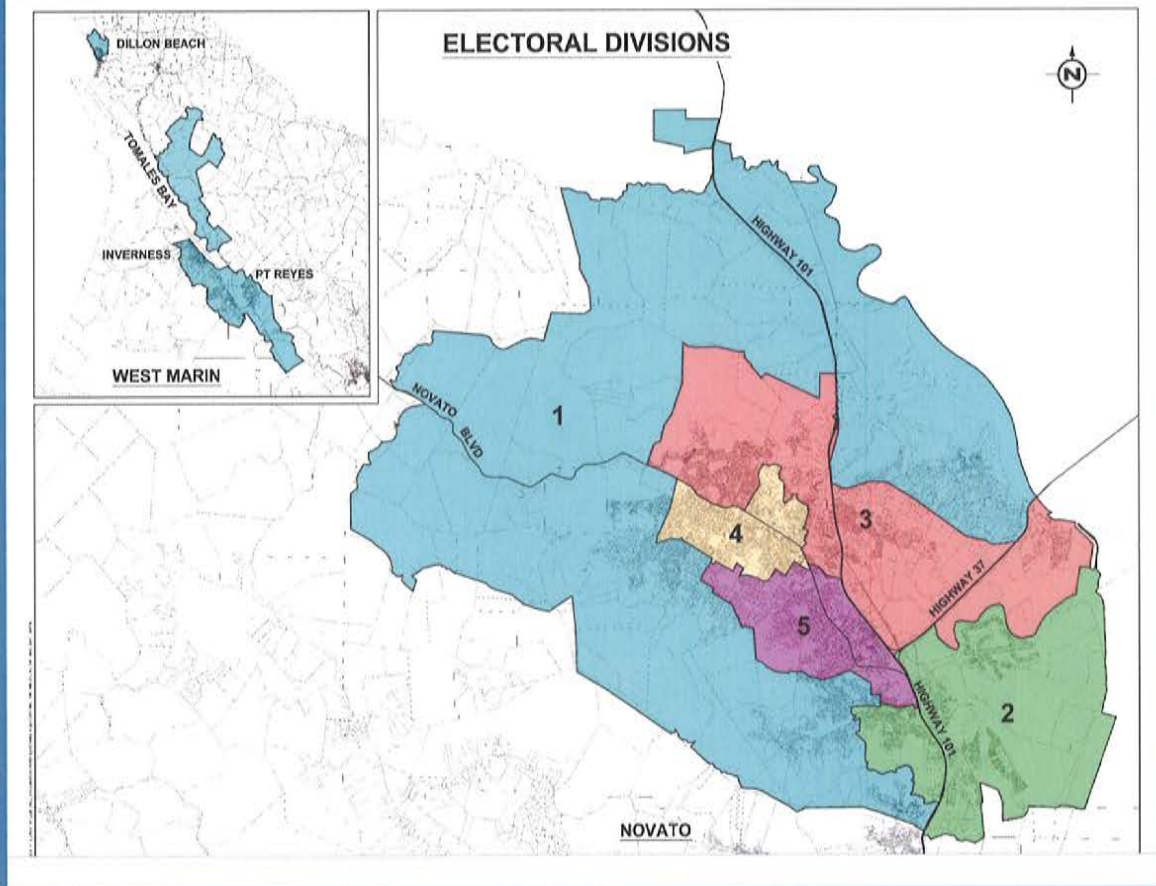 ELECTORAL DIVISIONS
N
DILLON BEACH
TOMALES BAY
INVERNESS
PT REYES
WEST MARIN
HIGHWAY 101
NOVATO
BLVD
1
3
4
HIGHWAY 37
5
2
HIGHWAY 101
NOVATO